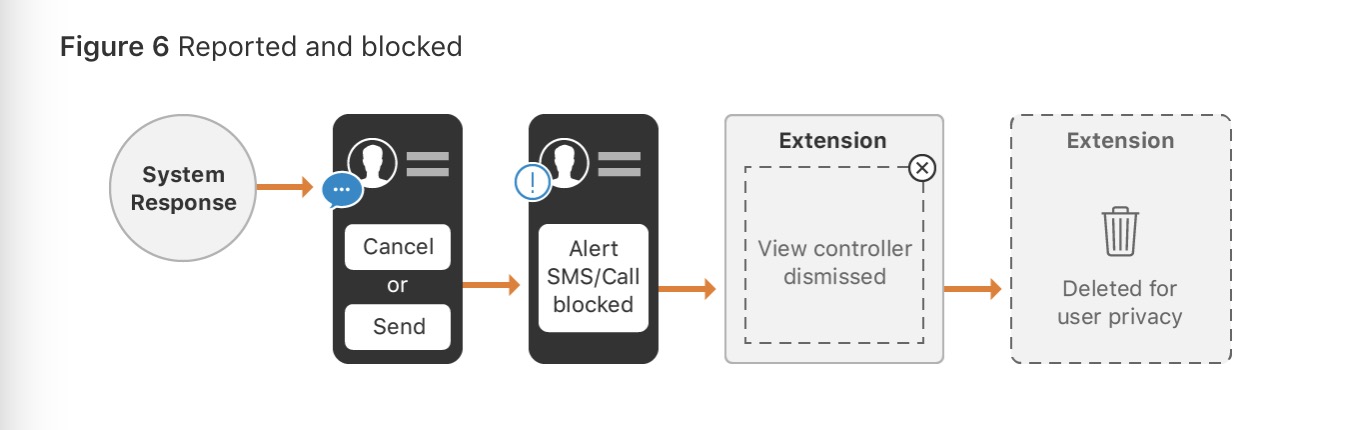 Figure 6 Reported and blocked
System
Response
Cancel
or
Send
Alert
SMS/Call
blocked
Extension
View controller
dismissed
Extension
Deleted for
user privacy